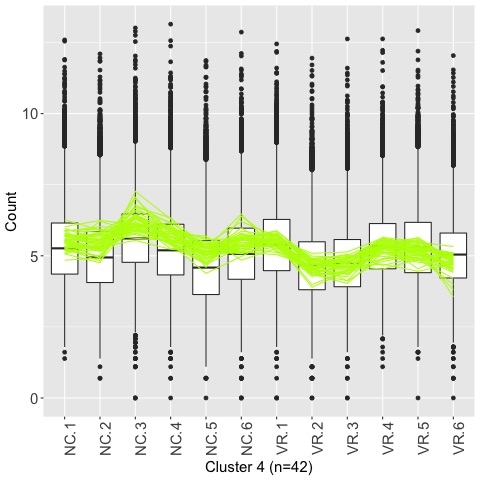 Count
10
5
0
NC.1
NC.2
NC.3
NC.4
NC.5
NC.6
VR.1
VR.2
VR.3
VR.4
VR.5
VR.6
Cluster 4 (n=42)